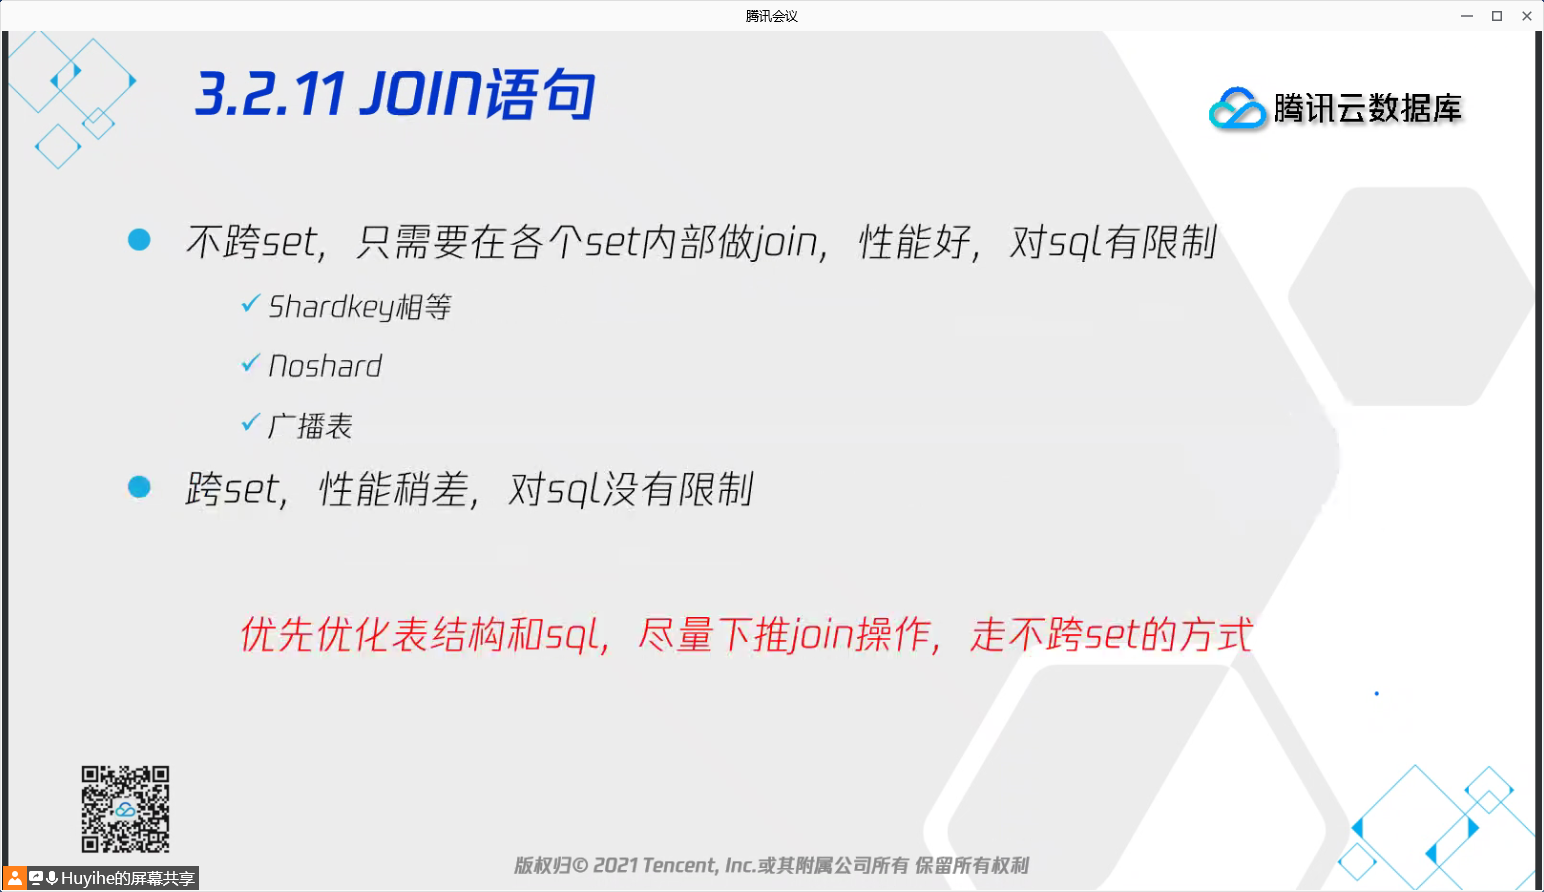 腾讯会议
3.2.11 JOIN语句
腾讯云数据库
不跨set，只需要在各个set内部做join，性能好，对sql有限制
Shardkey相等
Noshard
广播表
跨set，性能稍差，对sql没有限制
优先优化表结构和sql，尽量下推join操作，走不跨set的方式
版权归© 2021 Tencent, Inc.或其附属公司所有 保留所有权利
Huyihe的屏幕共享